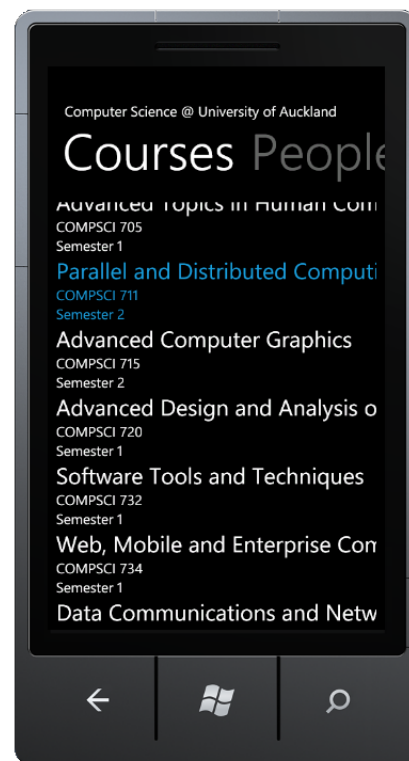 Computer Science @ University of Auckland
Courses People
Advanced Topics in Human Com
COMPSCI 705
Semester 1
Parallel and Distributed Computi
COMPSCI 711
Semester 2
Advanced Computer Graphics
COMPSCI 715
Semester 2
Advanced Design and Analysis o
COMPSCI 720
Semester 1
Software Tools and Techniques
COMPSCI 732
Semester 1
Web, Mobile and Enterprise Com
COMPSCI 734
Semester 1
Data Communications and Netw